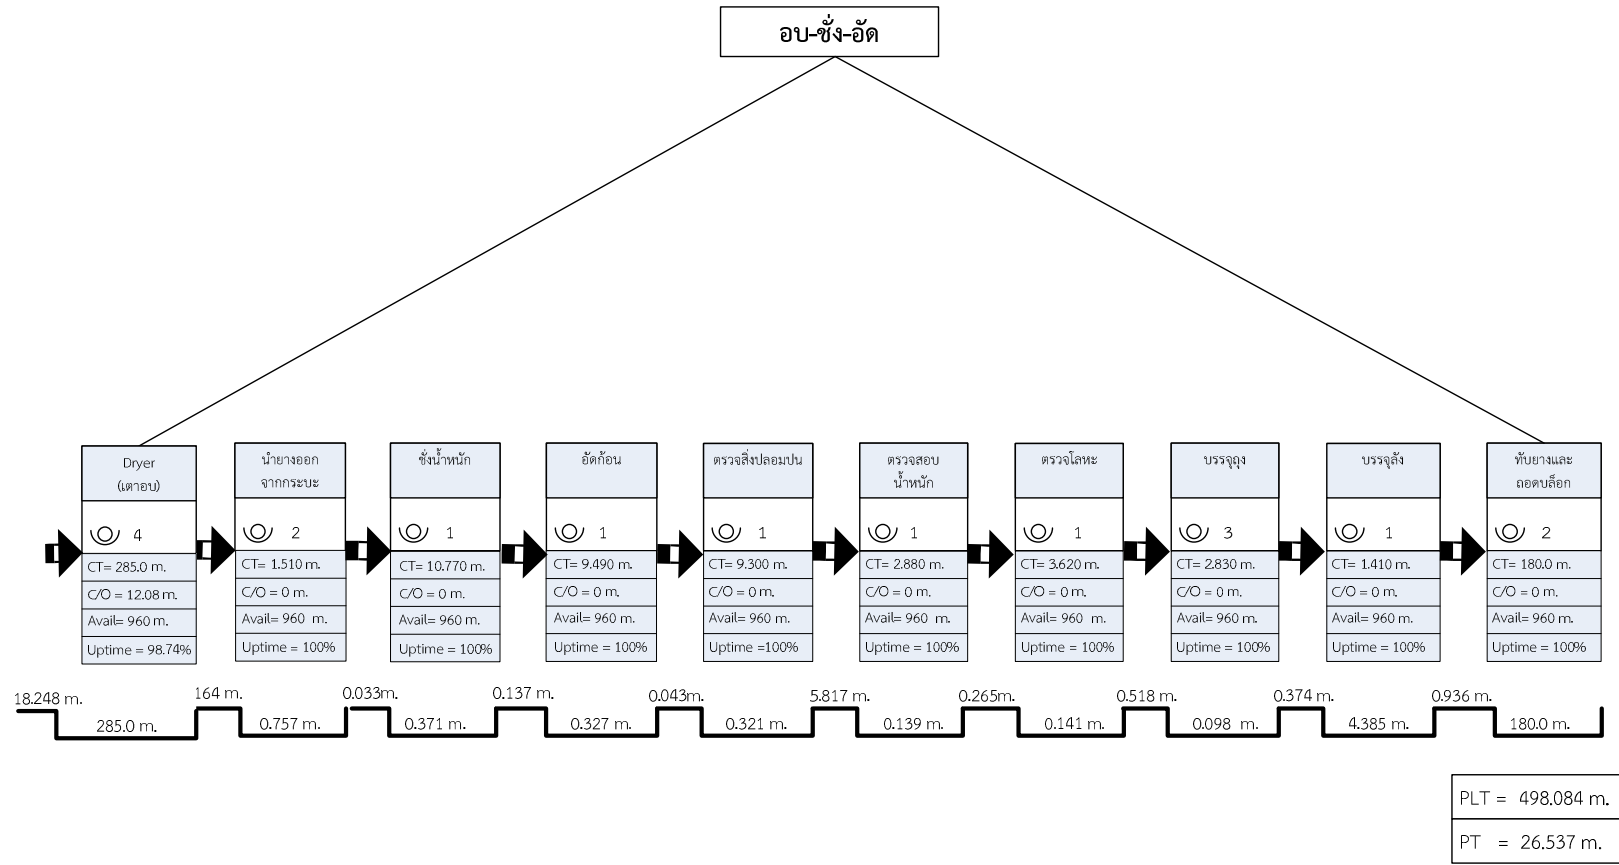 อบ-ชั่ง-อัด
Dryer
(เตาอบ)
4
CT= 285.0 m.
C/O = 12.08 m.
Avail= 960 m.
Uptime = 98.74%
นำยางออก
จากกระบะ
2
CT= 1.510 m.
C/O = 0 m.
Avail= 960 m.
Uptime = 100%
ชั่งน้ำหนัก
1
CT= 10.770 m.
C/O = 0 m.
Avail= 960 m.
Uptime = 100%
อัดก้อน
1
CT= 9.490 m.
C/O = 0 m.
Avail= 960 m.
Uptime = 100%
ตรวจสิ่งปลอมปน
1
CT= 9.300 m.
C/O = 0 m.
Avail= 960 m.
Uptime =100%
ตรวจสอบ
น้ำหนัก
1
CT= 2.880 m.
C/O = 0 m.
Avail= 960 m.
Uptime = 100%
ตรวจโลหะ
1
CT= 3.620 m.
C/O = 0 m.
Avail= 960 m.
Uptime = 100%
บรรจุถุง
3
CT= 2.830 m.
C/O = 0 m.
Avail= 960 m.
Uptime = 100%
บรรจุลัง
1
CT= 1.410 m.
C/O = 0 m.
Avail= 960 m.
Uptime = 100%
ทับยางและ
ถอดบล็อก
2
CT= 180.0 m.
C/O = 0 m.
Avail= 960 m.
Uptime = 100%
18.248 m. 164 m. 0.033m. 0.137 m. 0.043m. 5.817 m. 0.265m. 0.518 m. 0.374 m. 0.936 m.
285.0 m. 0.757 m. 0.371 m. 0.327 m. 0.321 m. 0.139 m. 0.141 m. 0.098 m. 4.385 m. 180.0 m.
PLT = 498.084 m.
PT = 26.537 m.